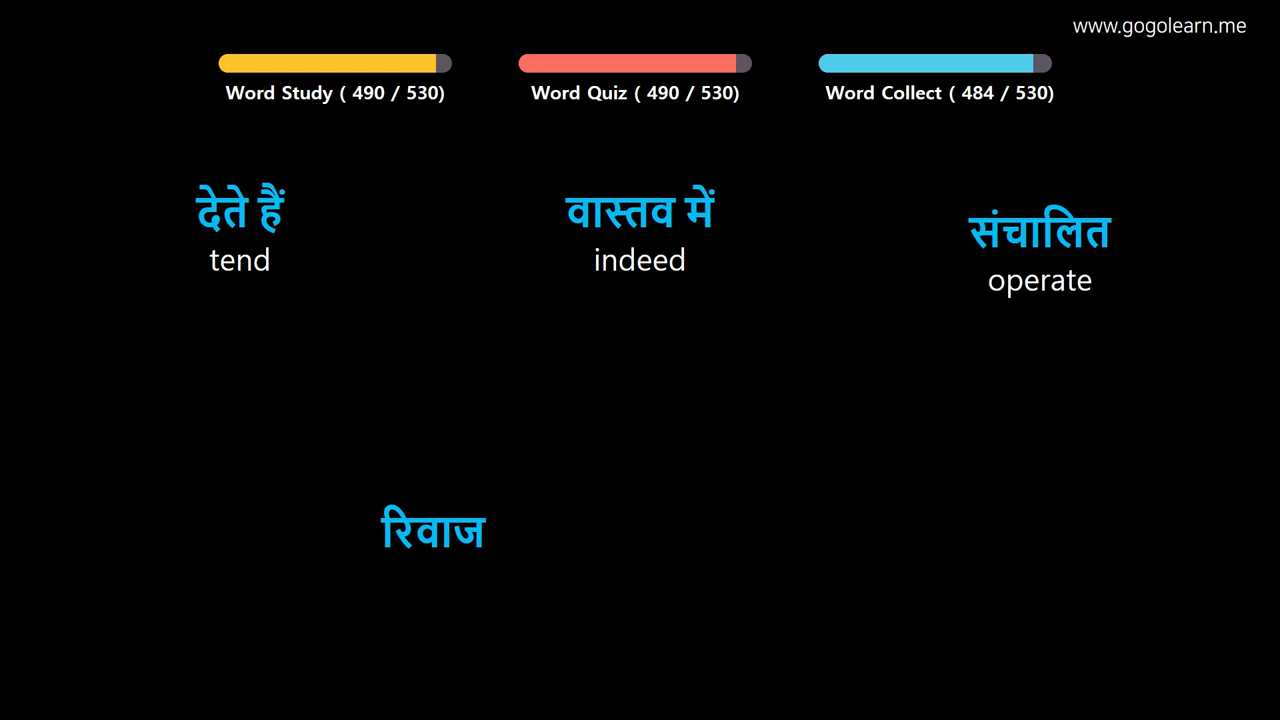 www.gogolearn.me
Word Study ( 490 / 530)
Word Quiz ( 490 / 530)
Word Collect ( 484 / 530)
देते हैं
tend
वास्तव में
indeed
संचालित
operate
रिवाज